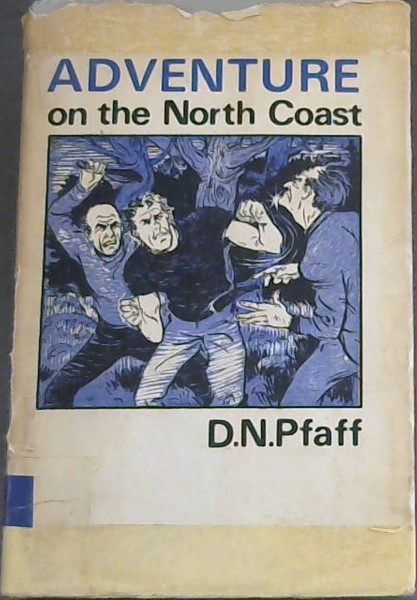 ADVENTURE
on the North Coast
D.N.Pfaff